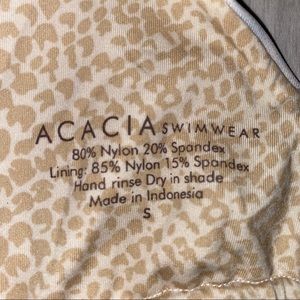 ACACIA SWIMWEAR
80% Nylon 20% Spandex
Lining: 85% Nylon 15% Spandex
Hand rinse Dry in shade
Made in Indonesia
S